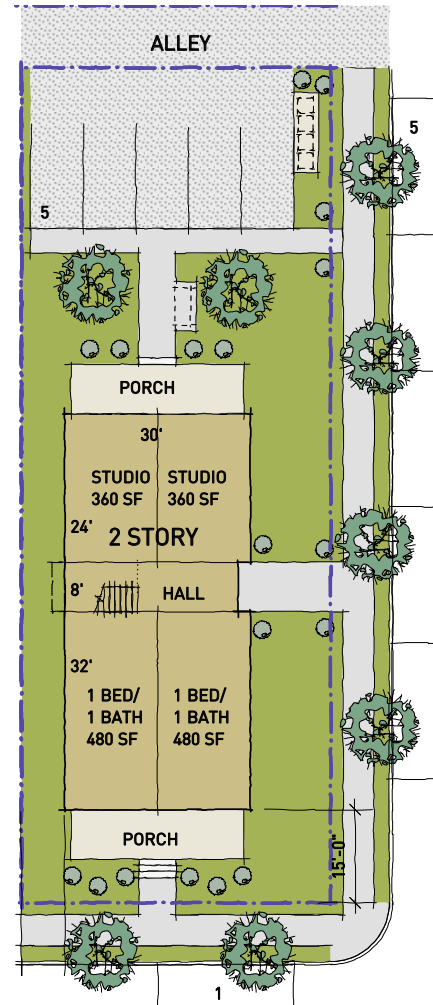 ALLEY
5
5
PORCH
30'
STUDIO STUDIO
360 SF 360 SF
24'
2 STORY
8'
HALL
32'
1 BED/ 1 BED/
1 BATH 1 BATH
480 SF 480 SF
PORCH
15'-0"
1